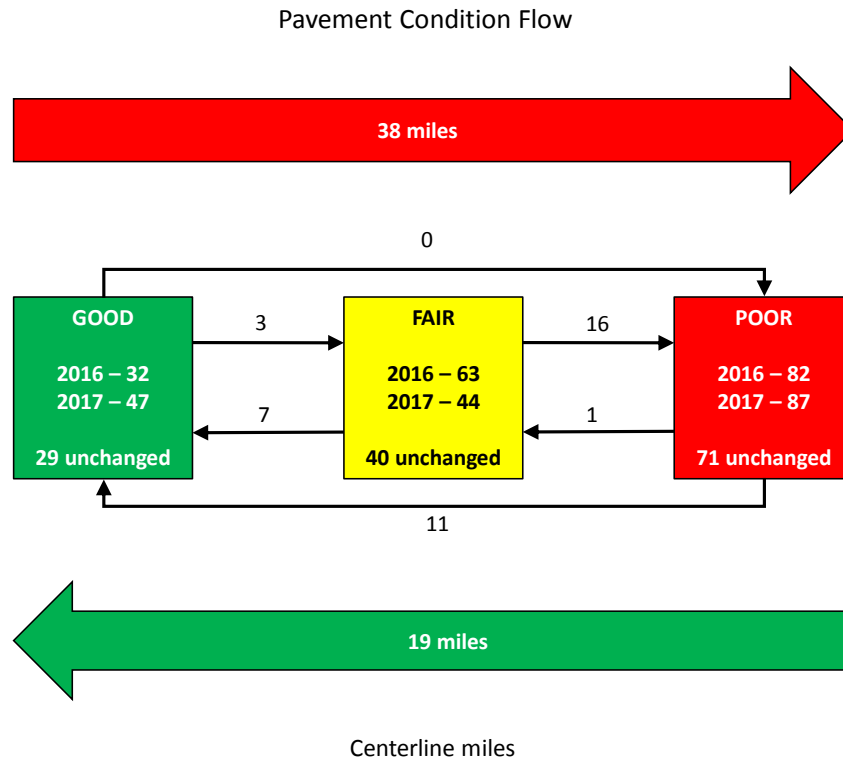 Pavement Condition Flow
38 miles
0
GOOD
2016 – 32
2017 – 47
29 unchanged
3
7
FAIR
2016 – 63
2017 – 44
40 unchanged
16
1
POOR
2016 – 82
2017 – 87
71 unchanged
11
19 miles
Centerline miles